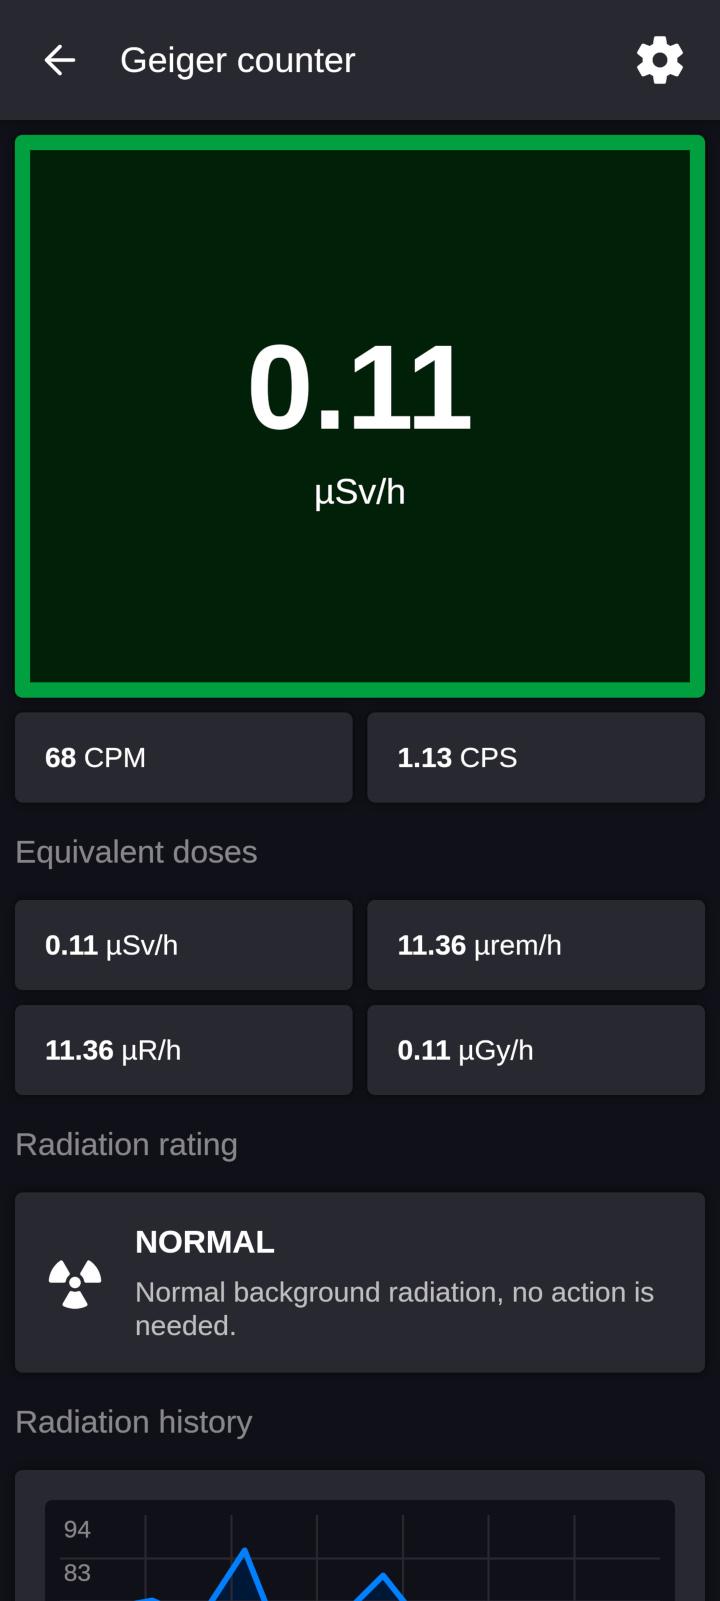 Geiger counter
0.11
µSv/h
68 CPM
1.13 CPS
Equivalent doses
0.11 µSv/h
11.36 µrem/h
11.36 µR/h
0.11 µGy/h
Radiation rating
NORMAL
Normal background radiation, no action is
needed.
Radiation history
94
83